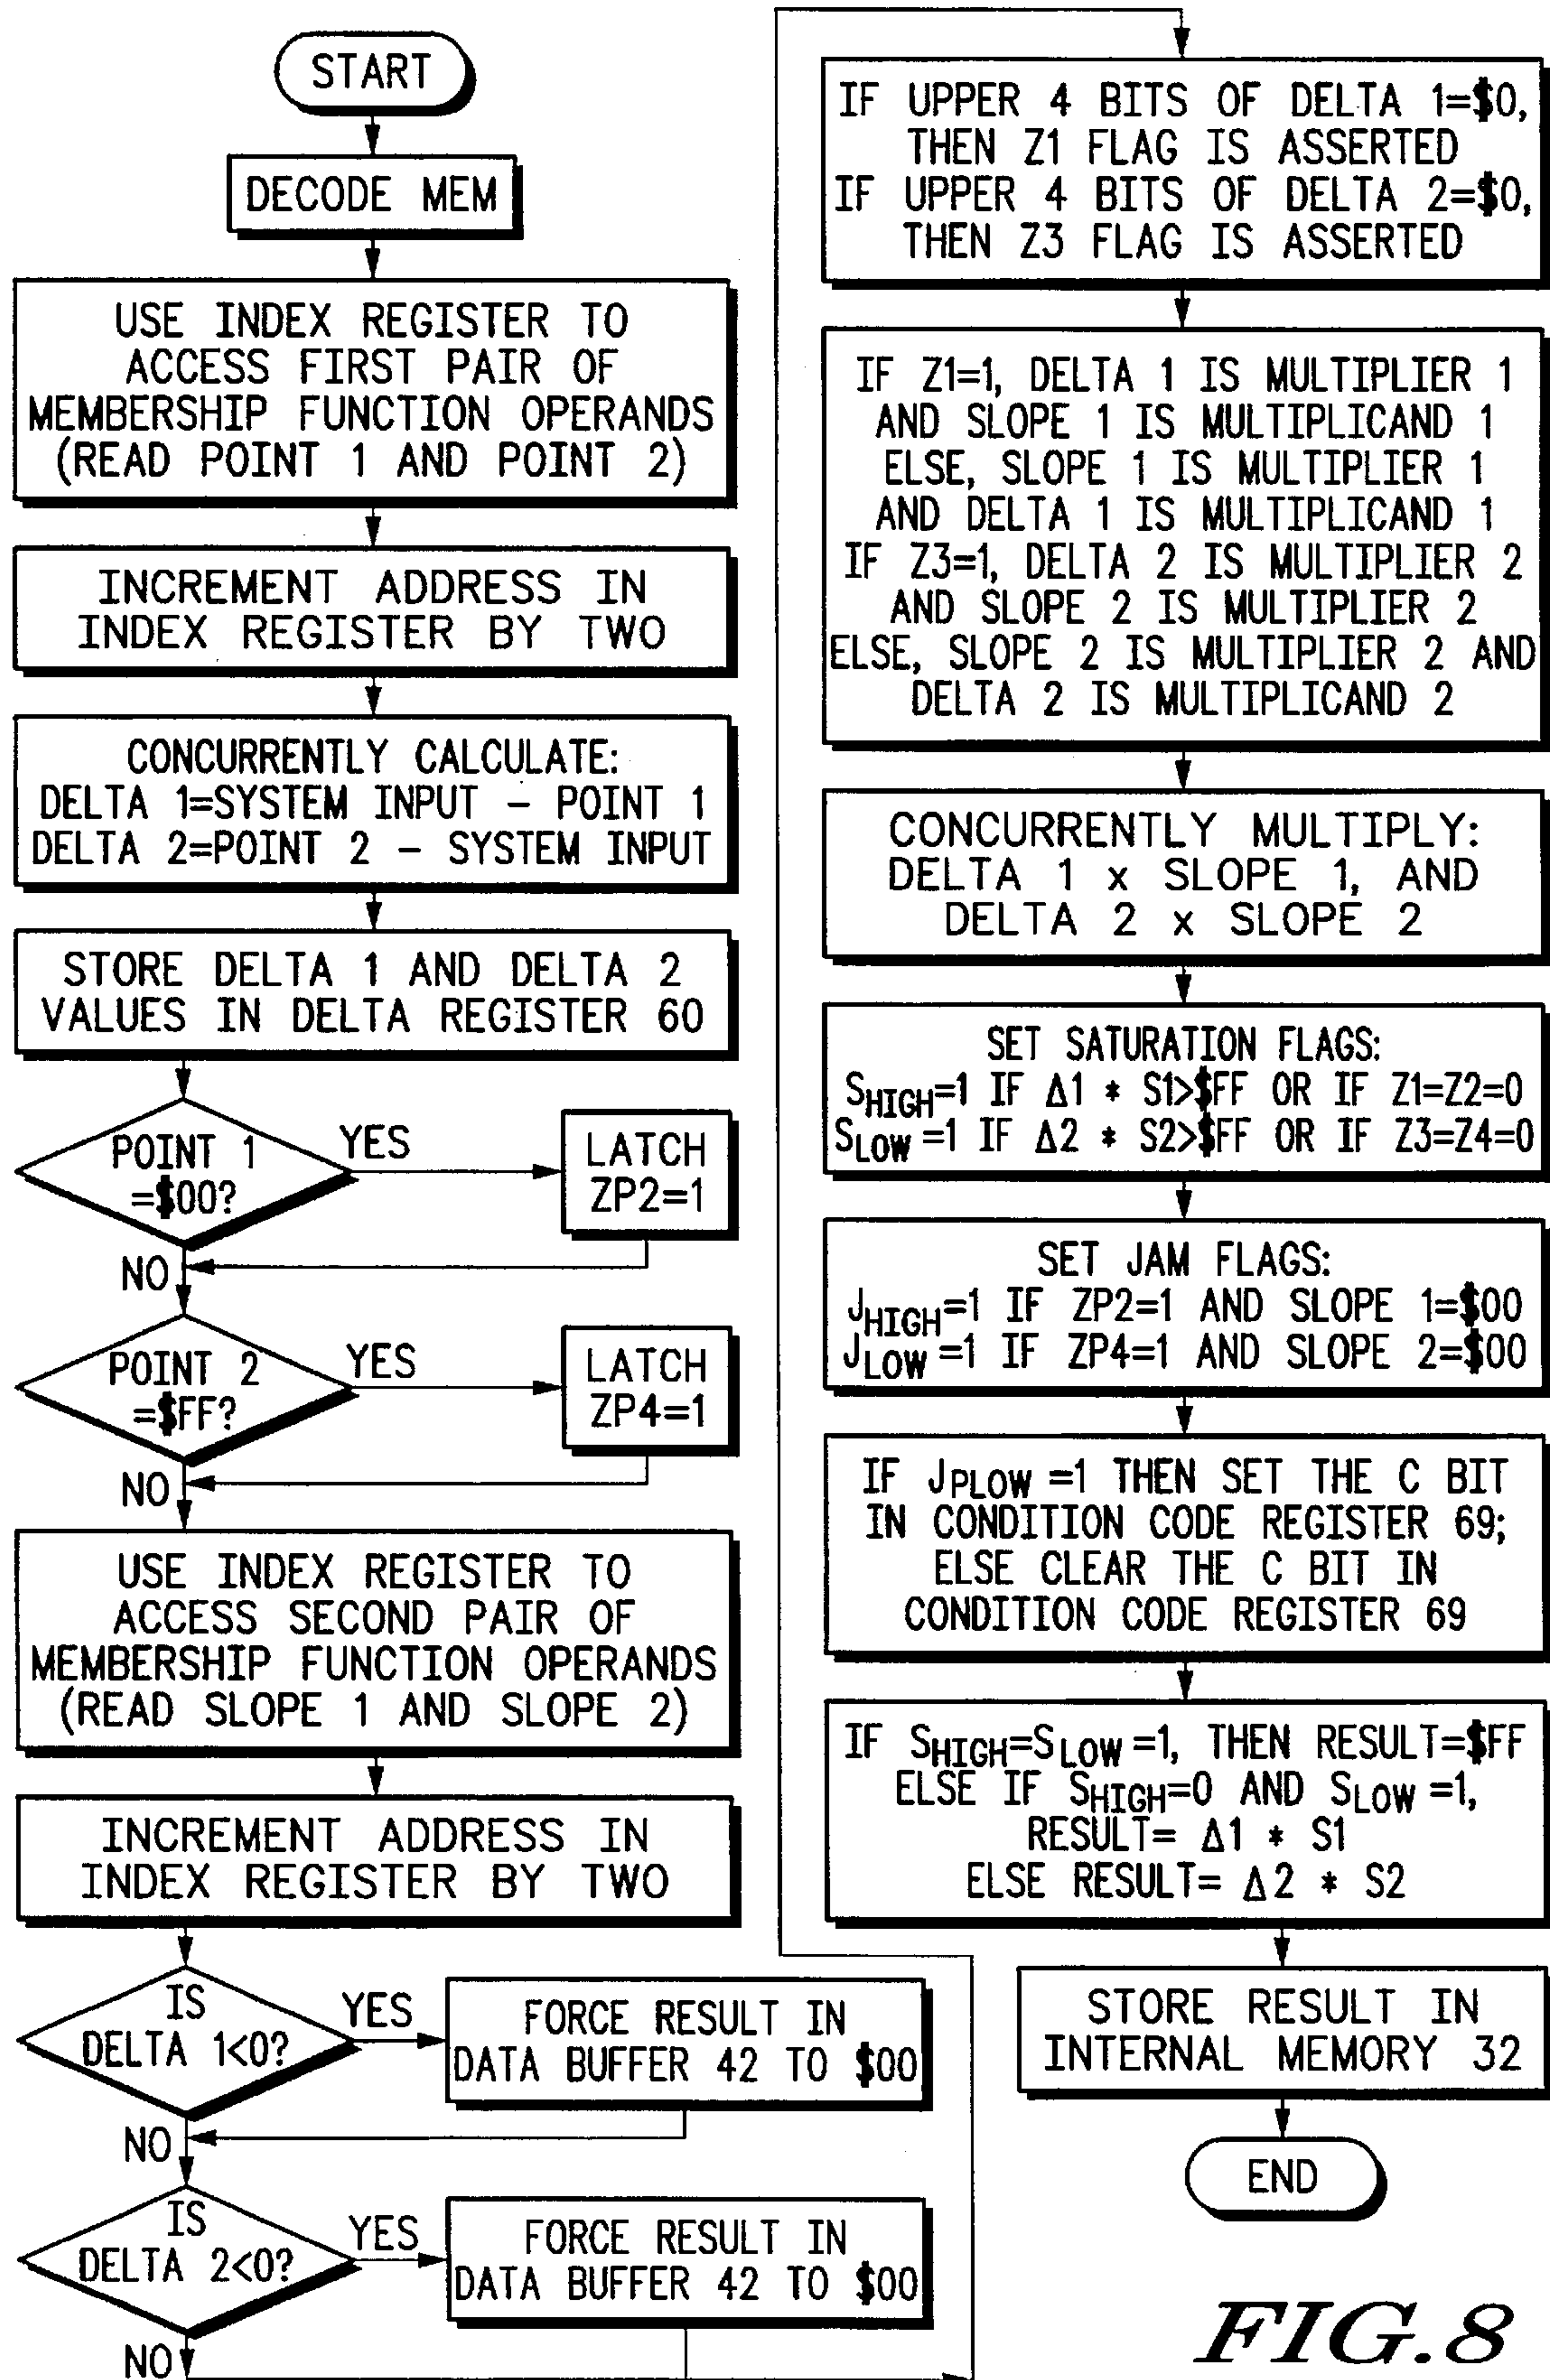 START
DECODE MEM
USE INDEX REGISTER TO
ACCESS FIRST PAIR OF
MEMBERSHIP FUNCTION OPERANDS
(READ POINT 1 AND POINT 2)
INCREMENT ADDRESS IN
INDEX REGISTER BY TWO
CONCURRENTLY CALCULATE:
DELTA 1=SYSTEM INPUT – POINT 1
DELTA 2=POINT 2 – SYSTEM INPUT
STORE DELTA 1 AND DELTA 2
VALUES IN DELTA REGISTER 60
POINT 1
=$00?
YES
LATCH
ZP2=1
NO
POINT 2
=$FF?
YES
LATCH
ZP4=1
NO
USE INDEX REGISTER TO
ACCESS SECOND PAIR OF
MEMBERSHIP FUNCTION OPERANDS
(READ SLOPE 1 AND SLOPE 2)
INCREMENT ADDRESS IN
INDEX REGISTER BY TWO
IS
DELTA 1<0?
YES
FORCE RESULT IN
DATA BUFFER 42 TO $00
NO
IS
DELTA 2<0?
YES
FORCE RESULT IN
DATA BUFFER 42 TO $00
NO
IF UPPER 4 BITS OF DELTA 1=$0,
THEN Z1 FLAG IS ASSERTED
IF UPPER 4 BITS OF DELTA 2=$0,
THEN Z3 FLAG IS ASSERTED
IF Z1=1, DELTA 1 IS MULTIPLIER 1
AND SLOPE 1 IS MULTIPLICAND 1
ELSE, SLOPE 1 IS MULTIPLIER 1
AND DELTA 1 IS MULTIPLICAND 1
IF Z3=1, DELTA 2 IS MULTIPLIER 2
AND SLOPE 2 IS MULTIPLIER 2
ELSE, SLOPE 2 IS MULTIPLIER 2 AND
DELTA 2 IS MULTIPLICAND 2
CONCURRENTLY MULTIPLY:
DELTA 1 x SLOPE 1, AND
DELTA 2 x SLOPE 2
SET SATURATION FLAGS:
SHIGH=1 IF Δ1 * S1>$FF OR IF Z1=Z2=0
SLOW=1 IF Δ2 * S2>$FF OR IF Z3=Z4=0
SET JAM FLAGS:
JHIGH=1 IF ZP2=1 AND SLOPE 1=$00
JLOW=1 IF ZP4=1 AND SLOPE 2=$00
IF JPLOW=1 THEN SET THE C BIT
IN CONDITION CODE REGISTER 69;
ELSE CLEAR THE C BIT IN
CONDITION CODE REGISTER 69
IF SHIGH=SLOW=1, THEN RESULT=$FF
ELSE IF SHIGH=0 AND SLOW=1,
RESULT= Δ1 * S1
ELSE RESULT= Δ2 * S2
STORE RESULT IN
INTERNAL MEMORY 32
END
FIG.8